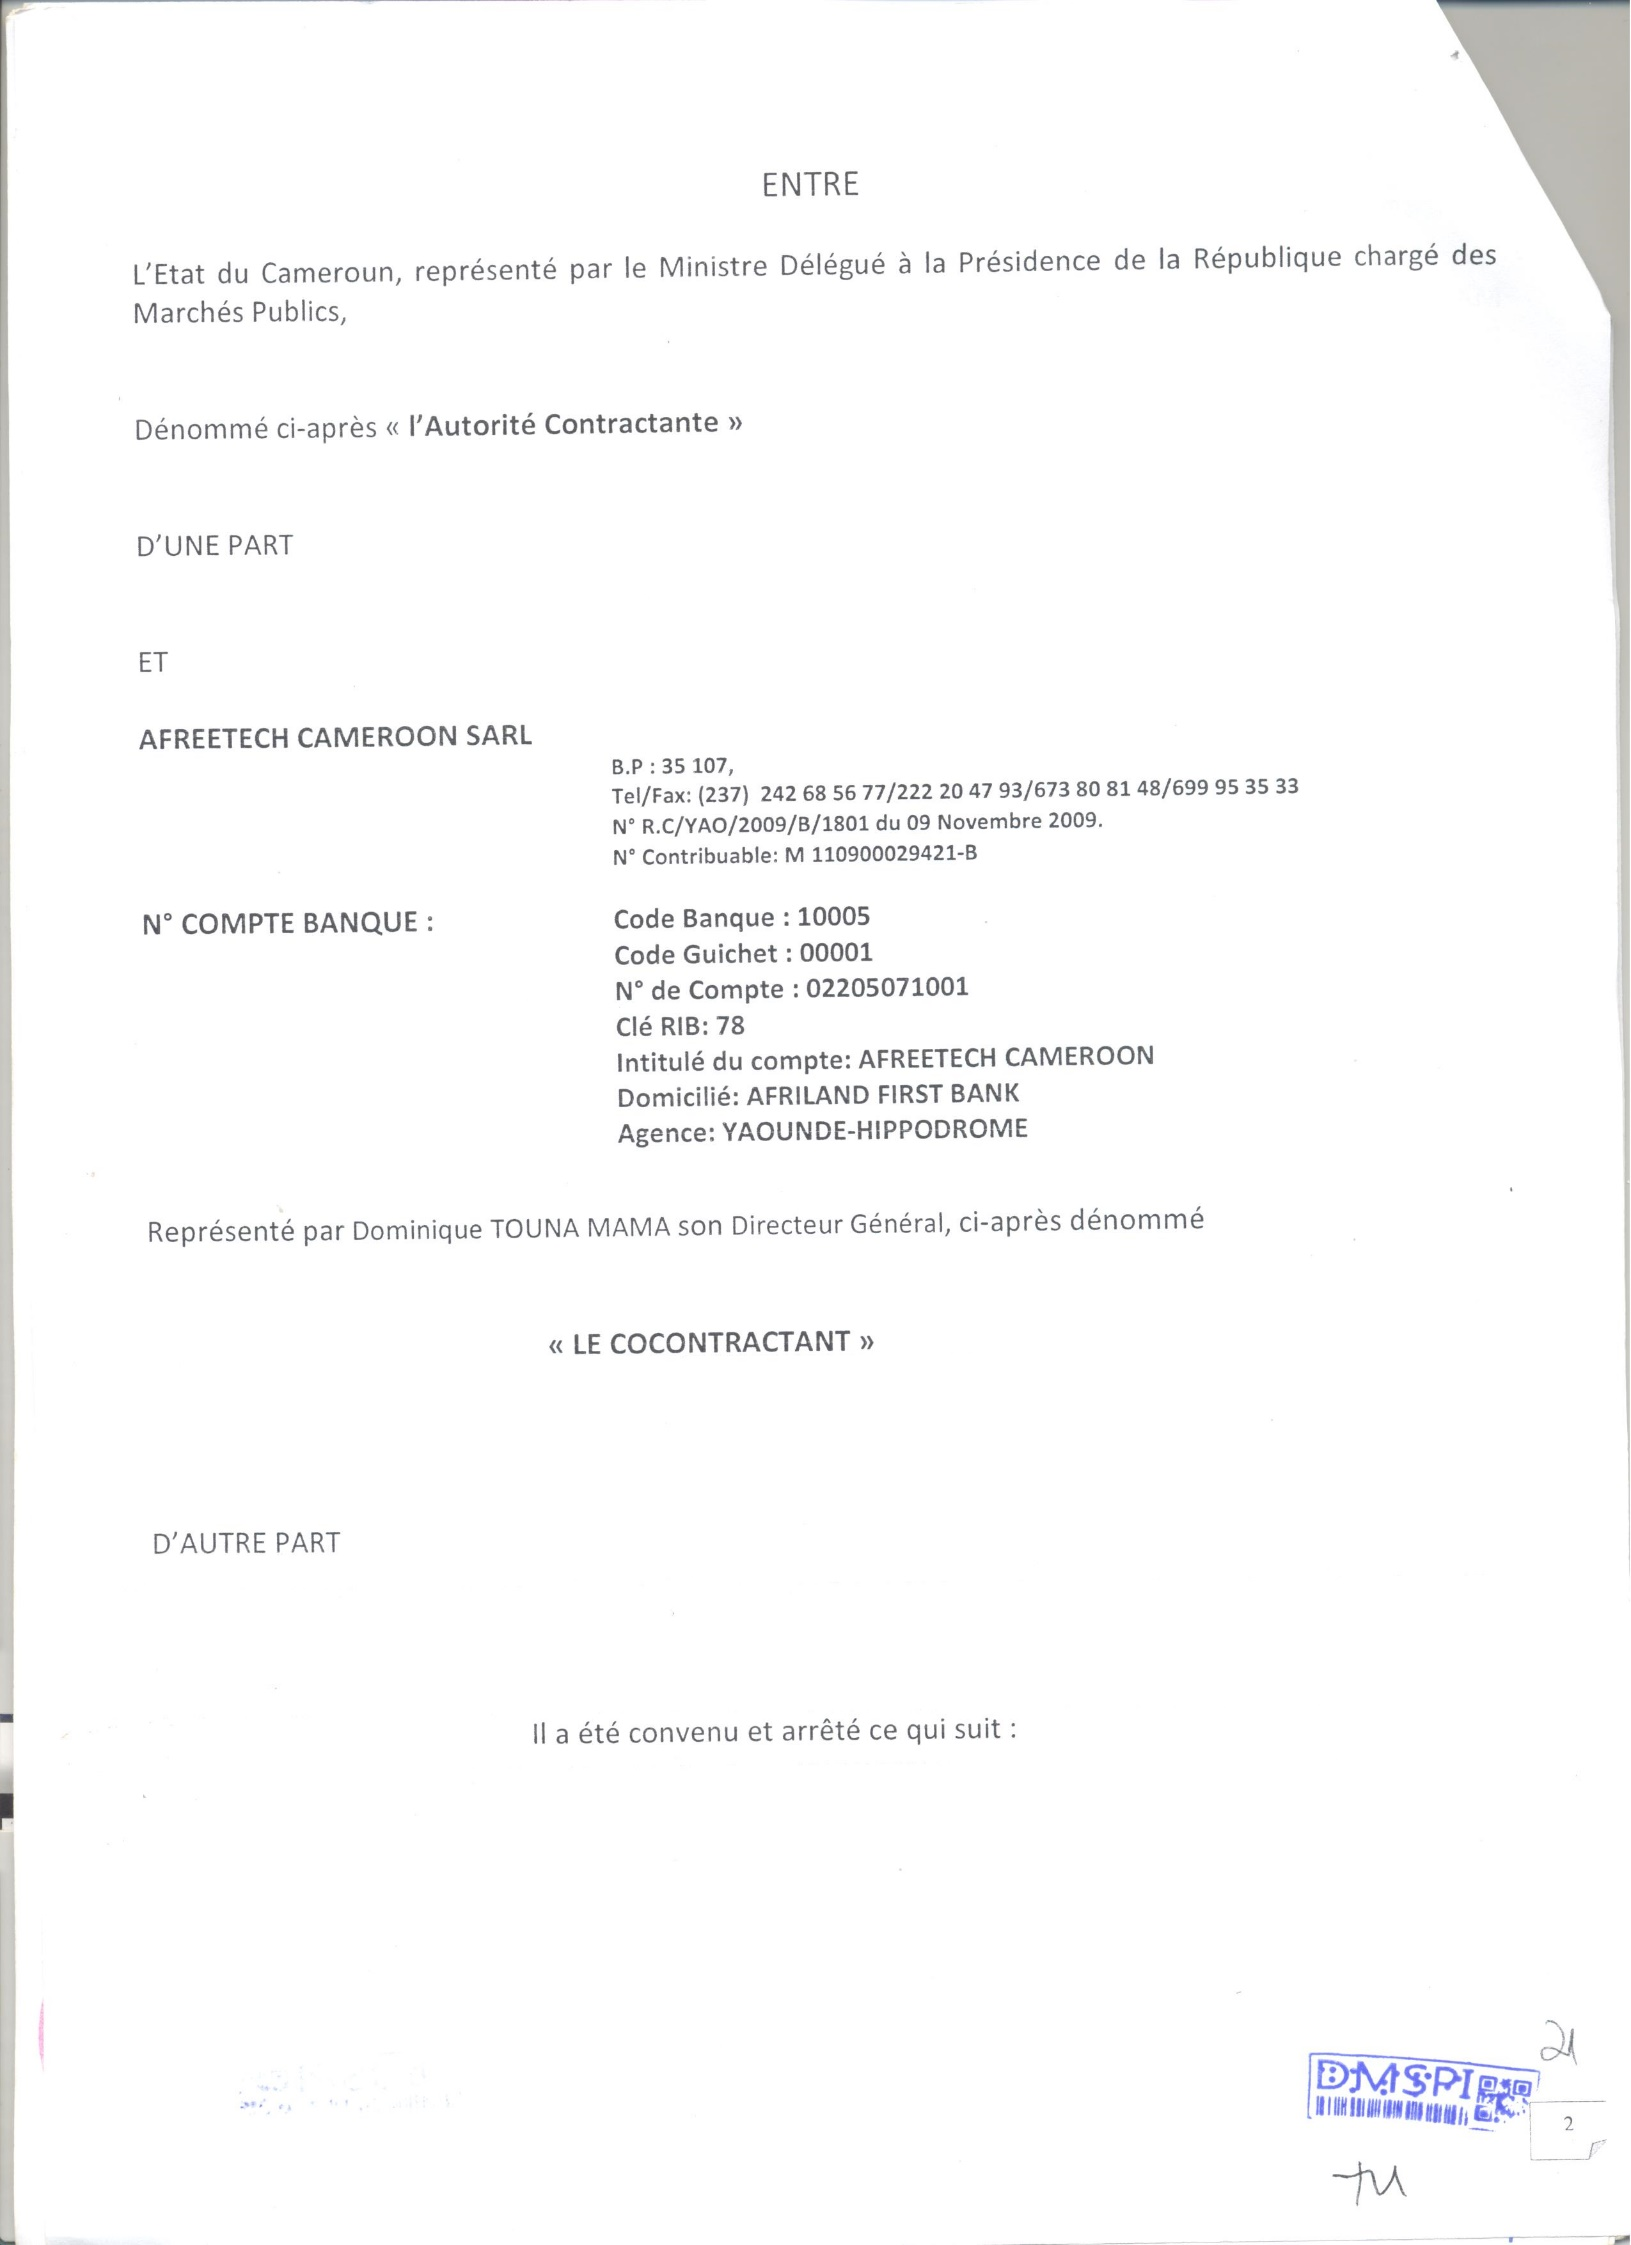 ENTRE
L'Etat du Cameroun, représenté par le Ministre Délégué à la Présidence de la République chargé des
Marchés Publics,
Dénommé ci-après « l'Autorité Contractante »
D'UNE PART
ET
AFREETECH CAMEROON SARL
B.P : 35 107,
Tel/Fax: (237) 242 68 56 77/222 20 47 93/673 80 81 48/699 95 35 33
N° R.C/YAO/2009/B/1801 du 09 Novembre 2009.
N° Contribuable: M 110900029421-B
N° COMPTE BANQUE :
Code Banque : 10005
Code Guichet : 00001
N° de Compte : 02205071001
Clé RIB: 78
Intitulé du compte: AFREETECH CAMEROON
Domicilié: AFRILAND FIRST BANK
Agence: YAOUNDE-HIPPODROME
Représenté par Dominique TOUNA MAMA son Directeur Général, ci-après dénommé
« LE COCONTRACTANT »
D'AUTRE PART
Il a été convenu et arrêté ce qui suit :
DMSPI
2